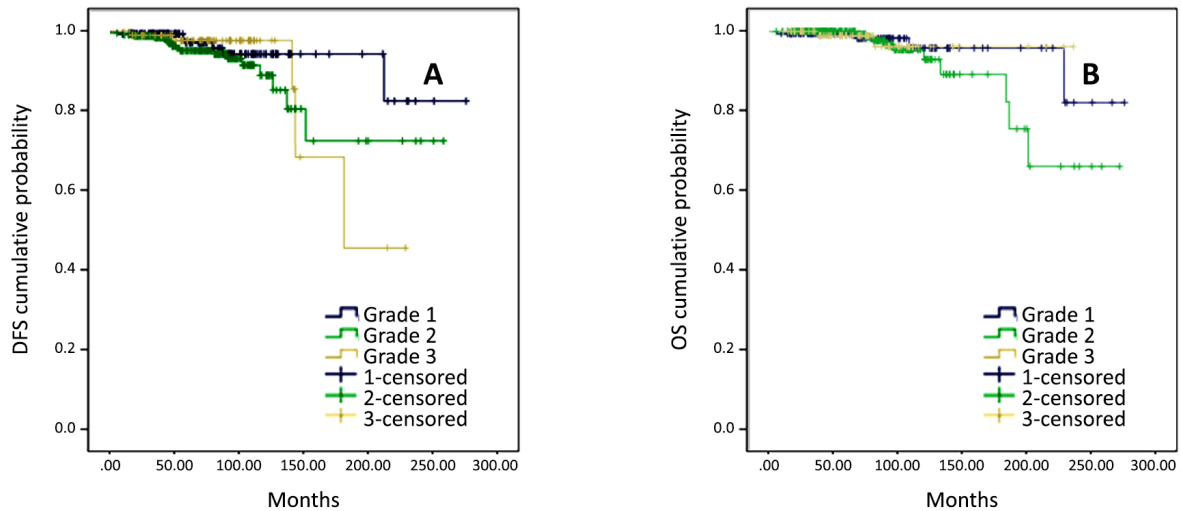 A
DFS cumulative probability
1.0
0.8
0.6
0.4
0.2
0.0
Grade 1
Grade 2
Grade 3
1-censored
2-censored
3-censored
.00 50.00 100.00 150.00 200.00 250.00 300.00
Months
B
OS cumulative probability
1.0
0.8
0.6
0.4
0.2
0.0
Grade 1
Grade 2
Grade 3
1-censored
2-censored
3-censored
.00 50.00 100.00 150.00 200.00 250.00 300.00
Months